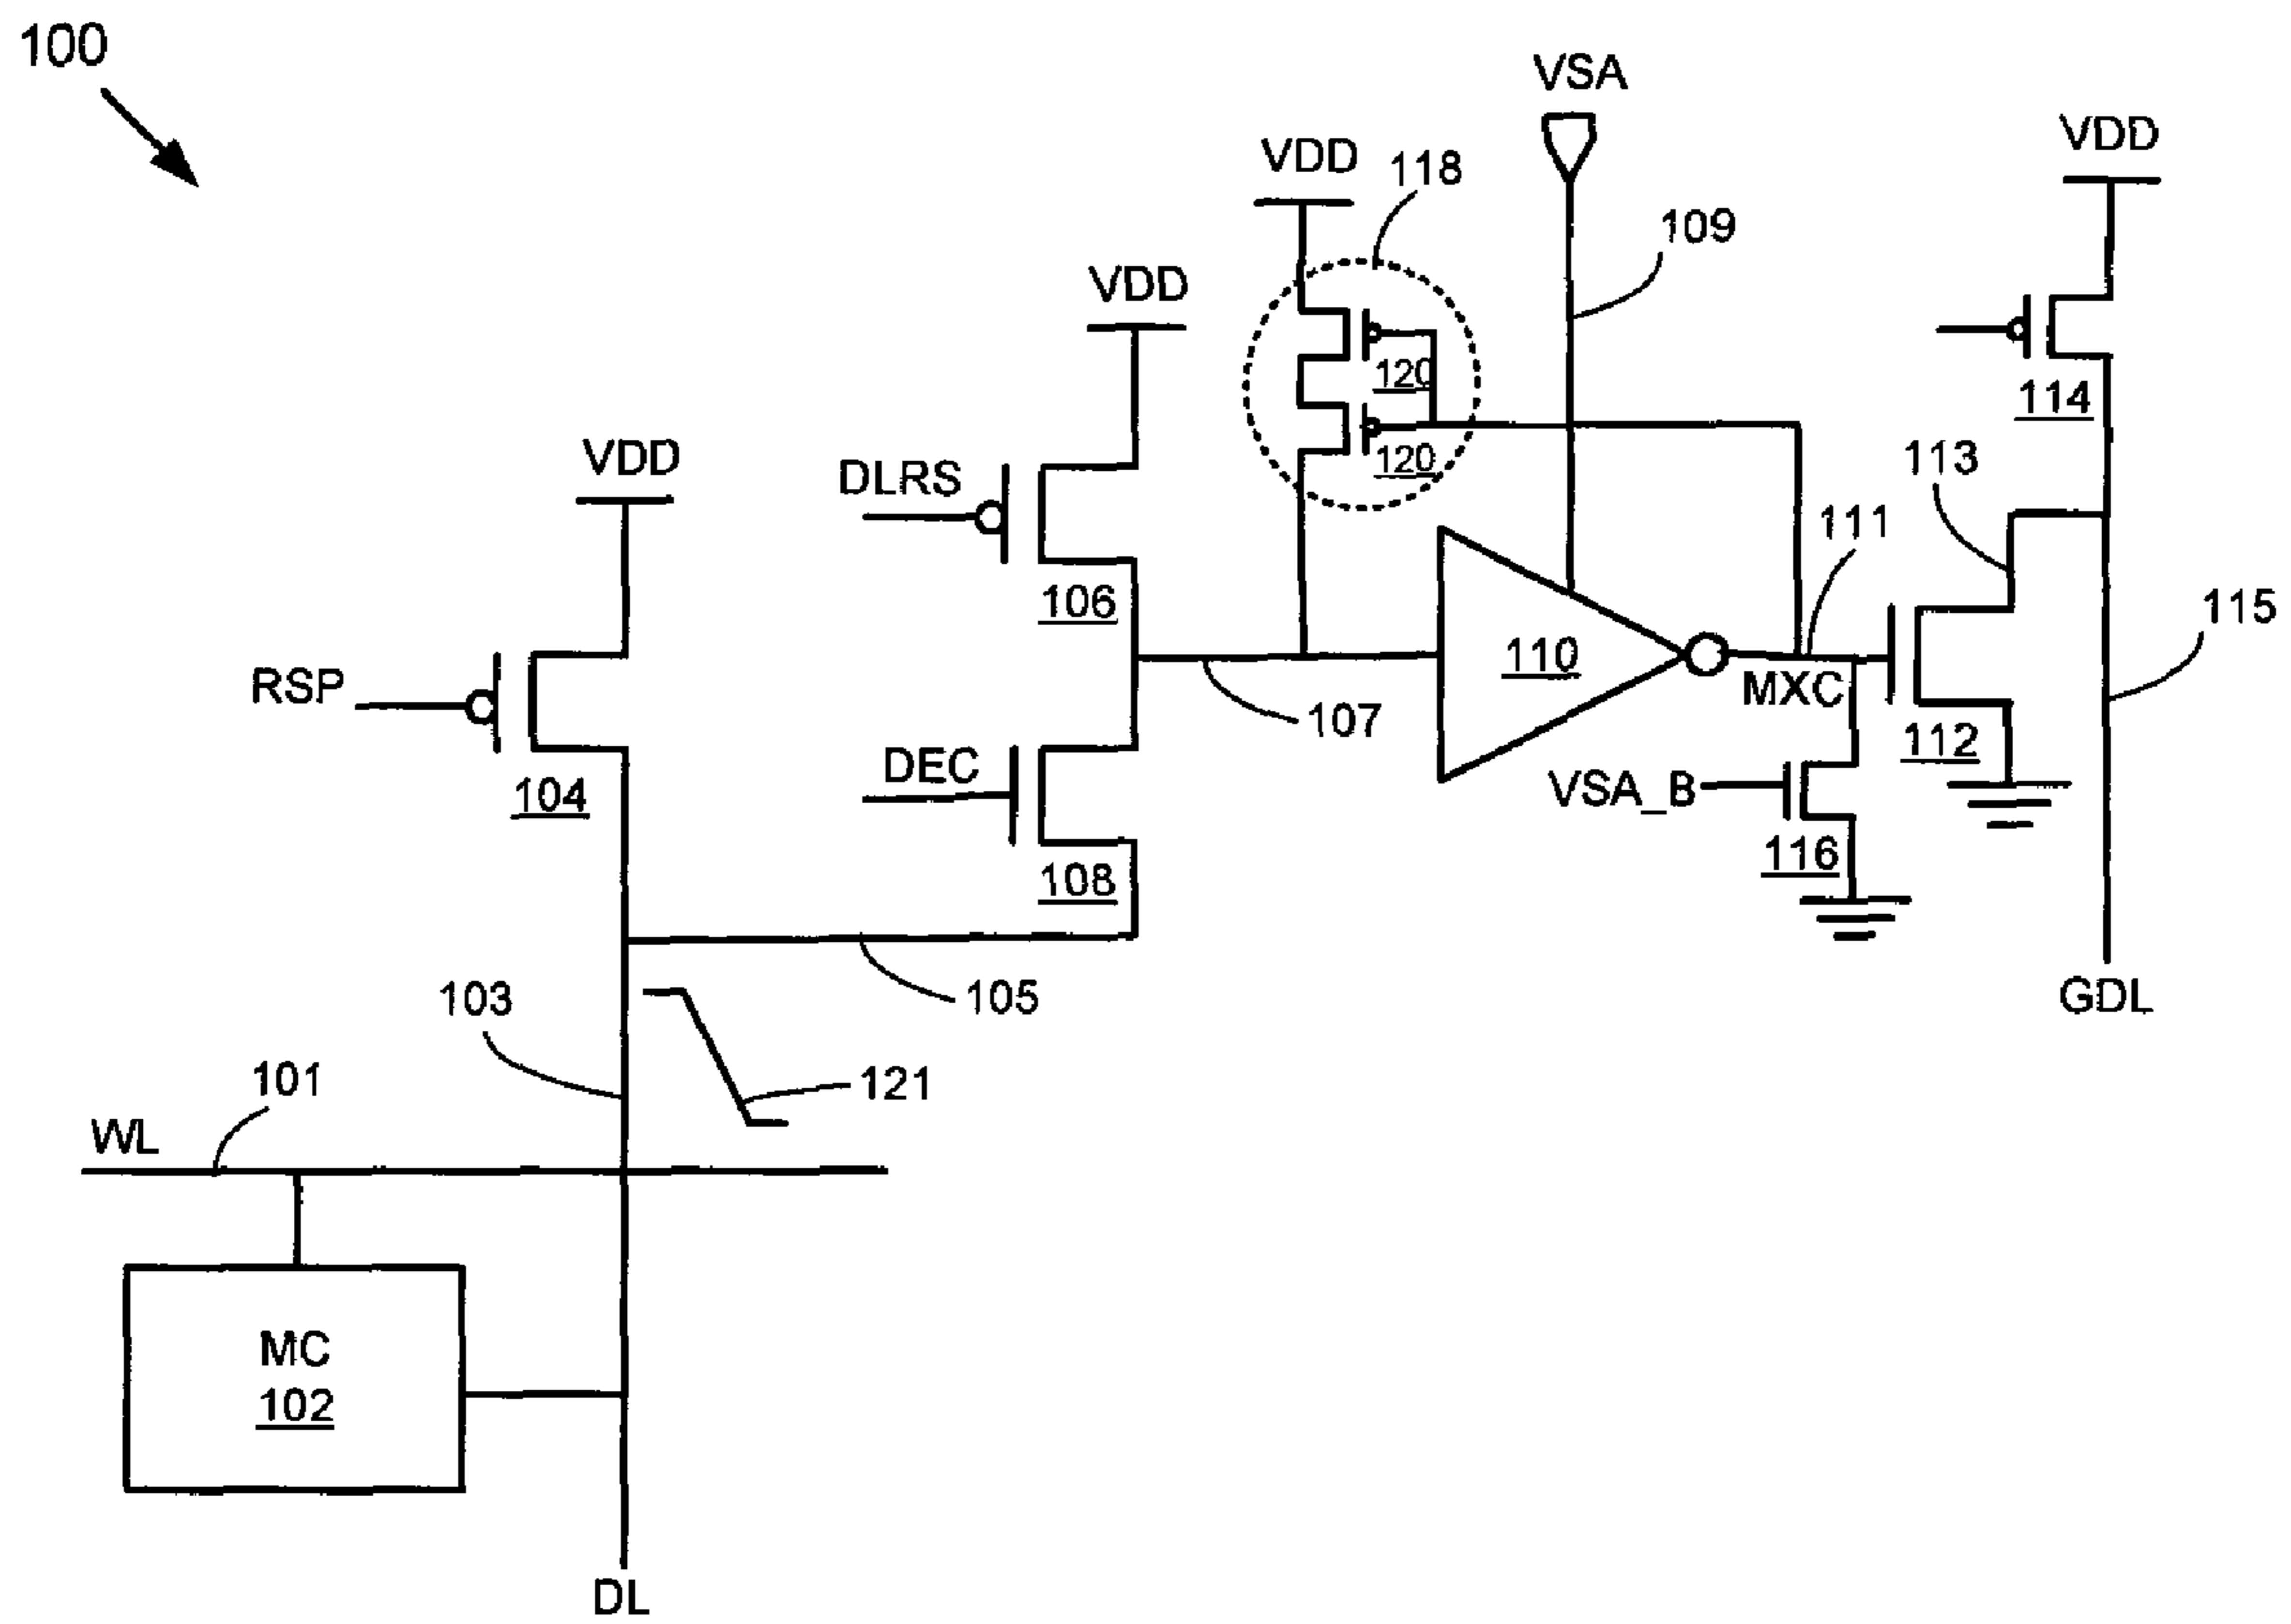 100
VSA
VDD
118
VDD
109
VDD
120
114
VDD
DLRS
120
113
111
106
110
115
RSP
MXC
107
112
DEC
VSA_B
104
108
116
103
105
GDL
101
121
WL
MC
102
DL